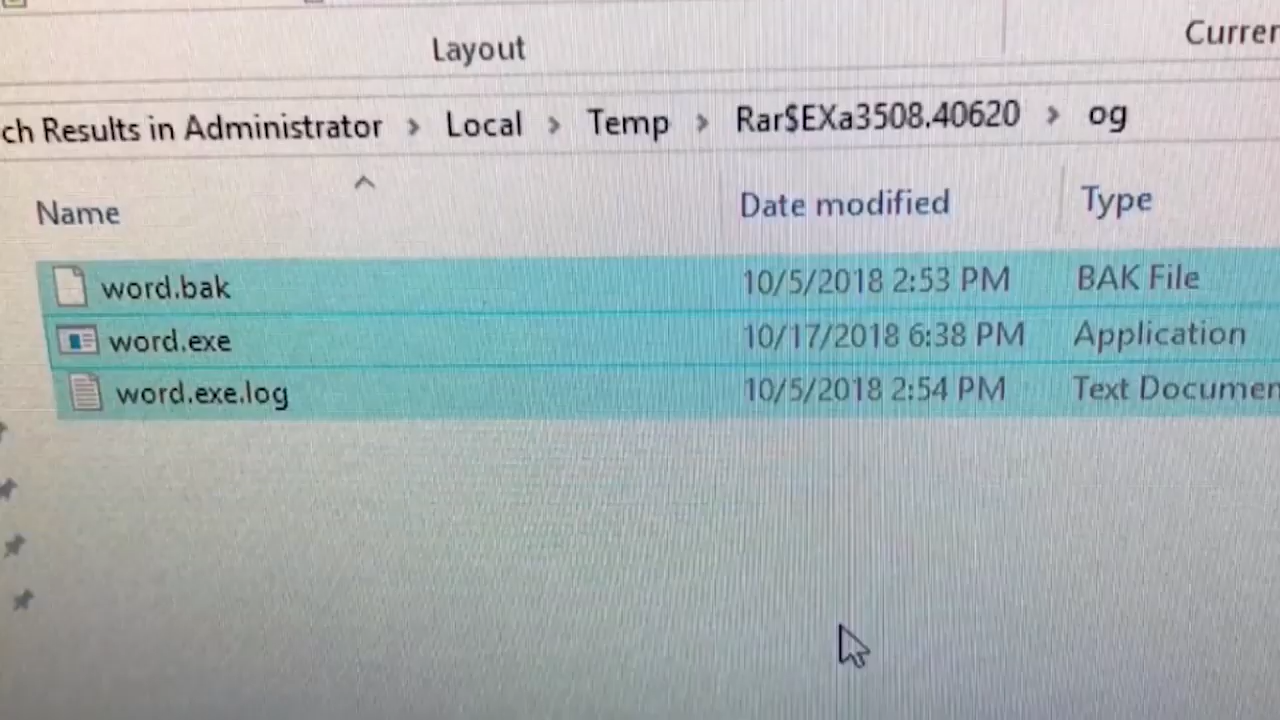 Layout
Curren
ch Results in Administrator > Local > Temp > Rar$EXa3508.40620 > og
Name Date modified Type
word.bak 10/5/2018 2:53 PM BAK File
word.exe 10/17/2018 6:38 PM Application
word.exe.log 10/5/2018 2:54 PM Text Documen